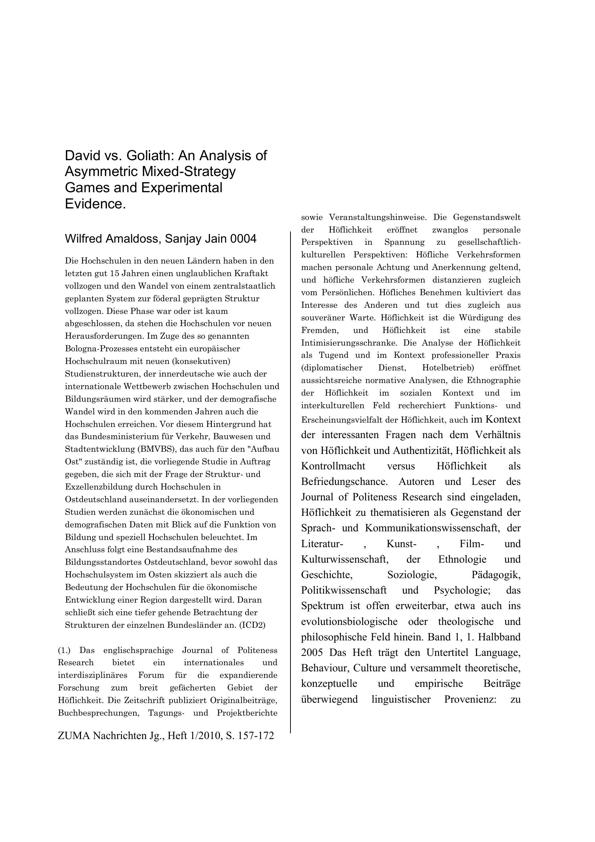 David vs. Goliath: An Analysis of
Asymmetric Mixed-Strategy
Games and Experimental
Evidence.
Wilfred Amaldoss, Sanjay Jain 0004
Die Hochschulen in den neuen Ländern haben in den
letzten gut 15 Jahren einen unglaublichen Kraftakt
vollzogen und den Wandel von einem zentralstaatlich
geplanten System zur föderal geprägten Struktur
vollzogen. Diese Phase war oder ist kaum
abgeschlossen, da stehen die Hochschulen vor neuen
Herausforderungen. Im Zuge des so genannten
Bologna-Prozesses entsteht ein europäischer
Hochschulraum mit neuen (konsekutiven)
Studienstrukturen, der innerdeutsche wie auch der
internationale Wettbewerb zwischen Hochschulen und
Bildungsräumen wird stärker, und der demografische
Wandel wird in den kommenden Jahren auch die
Hochschulen erreichen. Vor diesem Hintergrund hat
das Bundesministerium für Verkehr, Bauwesen und
Stadtentwicklung (BMVBS), das auch für den "Aufbau
Ost" zuständig ist, die vorliegende Studie in Auftrag
gegeben, die sich mit der Frage der Struktur- und
Exzellenzbildung durch Hochschulen in
Ostdeutschland auseinandersetzt. In der vorliegenden
Studien werden zunächst die ökonomischen und
demografischen Daten mit Blick auf die Funktion von
Bildung und speziell Hochschulen beleuchtet. Im
Anschluss folgt eine Bestandsaufnahme des
Bildungsstandortes Ostdeutschland, bevor sowohl das
Hochschulsystem im Osten skizziert als auch die
Bedeutung der Hochschulen für die ökonomische
Entwicklung einer Region dargestellt wird. Daran
schließt sich eine tiefer gehende Betrachtung der
Strukturen der einzelnen Bundesländer an. (ICD2)
(1.) Das englischsprachige Journal of Politeness
Research bietet ein internationales und
interdisziplinäres Forum für die expandierende
Forschung zum breit gefächerten Gebiet der
Höflichkeit. Die Zeitschrift publiziert Originalbeiträge,
Buchbesprechungen, Tagungs- und Projektberichte
sowie Veranstaltungshinweise. Die Gegenstandswelt
der Höflichkeit eröffnet zwanglos personale
Perspektiven in Spannung zu gesellschaftlich-
kulturellen Perspektiven: Höfliche Verkehrsformen
machen personale Achtung und Anerkennung geltend,
und höfliche Verkehrsformen distanzieren zugleich
vom Persönlichen. Höfliches Benehmen kultiviert das
Interesse des Anderen und tut dies zugleich aus
souveräner Warte. Höflichkeit ist die Würdigung des
Fremden, und Höflichkeit ist eine stabile
Intimisierungsschranke. Die Analyse der Höflichkeit
als Tugend und im Kontext professioneller Praxis
(diplomatischer Dienst, Hotelbetrieb) eröffnet
aussichtsreiche normative Analysen, die Ethnographie
der Höflichkeit im sozialen Kontext und im
interkulturellen Feld recherchiert Funktions- und
Erscheinungsvielfalt der Höflichkeit, auch im Kontext
der interessanten Fragen nach dem Verhältnis
von Höflichkeit und Authentizität, Höflichkeit als
Kontrollmacht versus Höflichkeit als
Befriedungschance. Autoren und Leser des
Journal of Politeness Research sind eingeladen,
Höflichkeit zu thematisieren als Gegenstand der
Sprach- und Kommunikationswissenschaft, der
Literatur- , Kunst- , Film- und
Kulturwissenschaft, der Ethnologie und
Geschichte, Soziologie, Pädagogik,
Politikwissenschaft und Psychologie; das
Spektrum ist offen erweiterbar, etwa auch ins
evolutionsbiologische oder theologische und
philosophische Feld hinein. Band 1, 1. Halbband
2005 Das Heft trägt den Untertitel Language,
Behaviour, Culture und versammelt theoretische,
konzeptuelle und empirische Beiträge
überwiegend linguistischer Provenienz: zu
ZUMA Nachrichten Jg., Heft 1/2010, S. 157-172